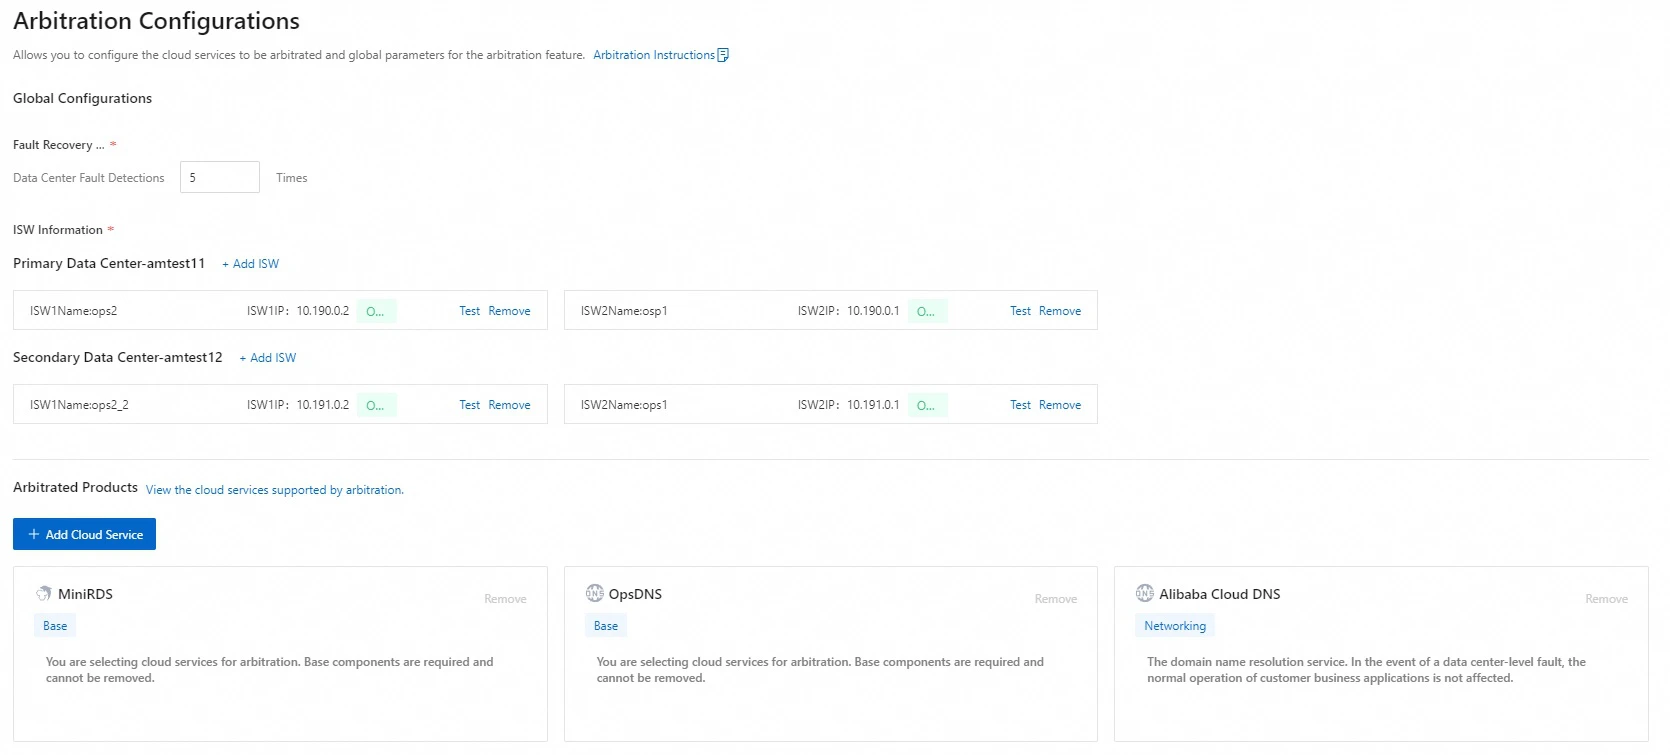 Arbitration Configurations
Allows you to configure the cloud services to be arbitrated and global parameters for the arbitration feature. Arbitration Instructions
Global Configurations
Fault Recovery ... *
Data Center Fault Detections 5 Times
ISW Information *
Primary Data Center-amtest11 + Add ISW
ISW1Name:ops2 ISW1IP: 10.190.0.2 O... Test Remove ISW2Name:osp1 ISW2IP: 10.190.0.1 O... Test Remove
Secondary Data Center-amtest12 + Add ISW
ISW1Name:ops2_2 ISW1IP: 10.191.0.2 O... Test Remove ISW2Name:ops1 ISW2IP: 10.191.0.1 O... Test Remove
Arbitrated Products View the cloud services supported by arbitration.
+ Add Cloud Service
MiniRDS Remove
Base
You are selecting cloud services for arbitration. Base components are required and
cannot be removed.
DNS OpsDNS Remove
Base
You are selecting cloud services for arbitration. Base components are required and
cannot be removed.
DNS Alibaba Cloud DNS Remove
Networking
The domain name resolution service. In the event of a data center-level fault, the
normal operation of customer business applications is not affected.